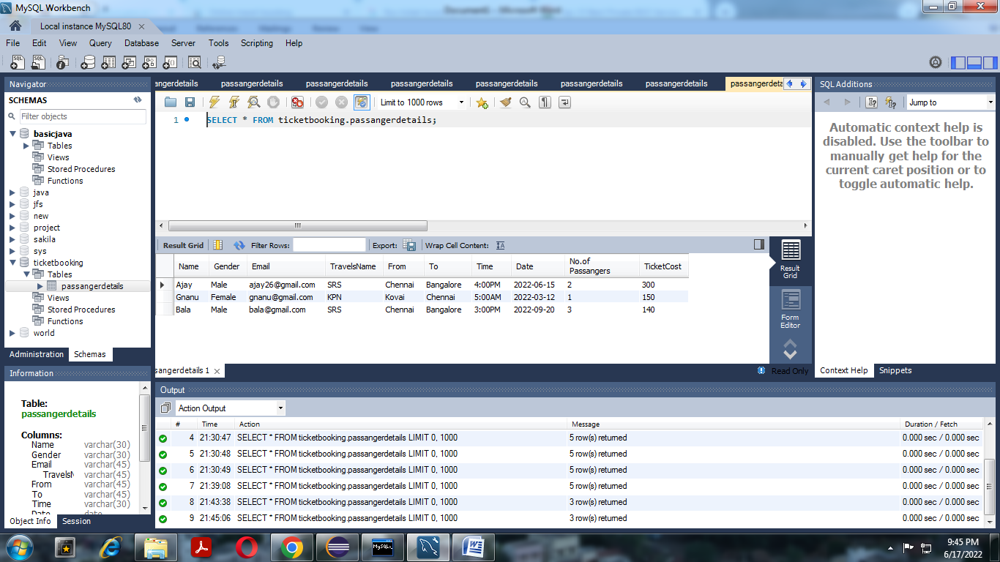 MySQL Workbench
Local instance MySQL80
File Edit View Query Database Server Tools Scripting Help
Navigator
SCHEMAS
Filter objects
basicjava
Tables
Views
Stored Procedures
Functions
java
jfs
new
project
sakila
sys
ticketbooking
Tables
passangerdetails
Views
Stored Procedures
Functions
world
Administration Schemas
Information
Table:
passangerdetails
Columns:
Name varchar(30)
Gender varchar(30)
Email varchar(45)
TravelsN varchar(45)
From varchar(45)
To varchar(45)
Time varchar(30)
Date date
Object Info Session
angerdetails passangerdetails passangerdetails passangerdetails passangerdetails passangerdetails passangerdetails passangerdeta
Limit to 1000 rows
1 SELECT * FROM ticketbooking.passangerdetails;
Result Grid Filter Rows: Export: Wrap Cell Content:
Name Gender Email TravelsName From To Time Date No.of Passangers TicketCost
Ajay Male ajay26@gmail.com SRS Chennai Bangalore 4:00PM 2022-06-15 2 300
Gnanu Female gnanu@gmail.com KPN Kovai Chennai 5:00AM 2022-03-12 1 150
Bala Male bala@gmail.com SRS Chennai Bangalore 3:00PM 2022-09-20 3 140
Result
Grid
Form
Editor
sangerdetails 1
Read Only
SQL Additions
Jump to
Automatic context help is
disabled. Use the toolbar to
manually get help for the
current caret position or to
toggle automatic help.
Context Help Snippets
Output
Action Output
# Time Action Message Duration / Fetch
4 21:30:47 SELECT * FROM ticketbooking.passangerdetails LIMIT 0, 1000 5 row(s) returned 0.000 sec / 0.000 sec
5 21:30:48 SELECT * FROM ticketbooking.passangerdetails LIMIT 0, 1000 5 row(s) returned 0.000 sec / 0.000 sec
6 21:30:49 SELECT * FROM ticketbooking.passangerdetails LIMIT 0, 1000 5 row(s) returned 0.000 sec / 0.000 sec
7 21:39:08 SELECT * FROM ticketbooking.passangerdetails LIMIT 0, 1000 5 row(s) returned 0.000 sec / 0.000 sec
8 21:43:38 SELECT * FROM ticketbooking.passangerdetails LIMIT 0, 1000 3 row(s) returned 0.000 sec / 0.000 sec
9 21:45:06 SELECT * FROM ticketbooking.passangerdetails LIMIT 0, 1000 3 row(s) returned 0.000 sec / 0.000 sec
9:45 PM
6/17/2022